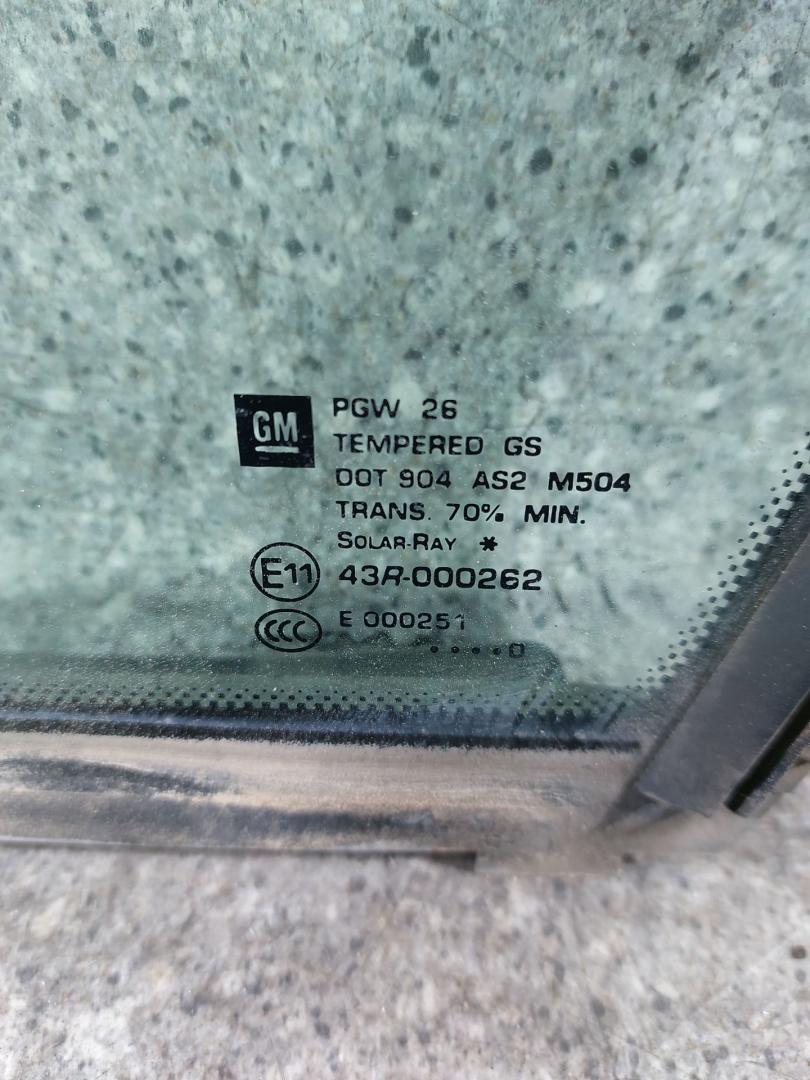 GM
PGW 26
TEMPERED GS
DOT 904 AS2 M504
TRANS. 70% MIN.
SOLAR-RAY *
E11 43R-000262
CCC E 000251
....0